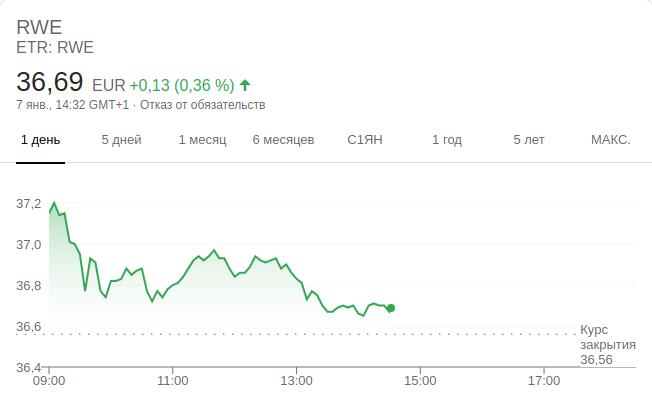 RWE
ETR: RWE
36,69 EUR +0,13 (0,36 %)
7 янв., 14:32 GMT+1 · Отказ от обязательств
1 день 5 дней 1 месяц 6 месяцев С1ЯН 1 год 5 лет МАКС.
37,2
37,0
36,8
36,6
36,4
Курс
закрытия
36,56
09:00 11:00 13:00 15:00 17:00